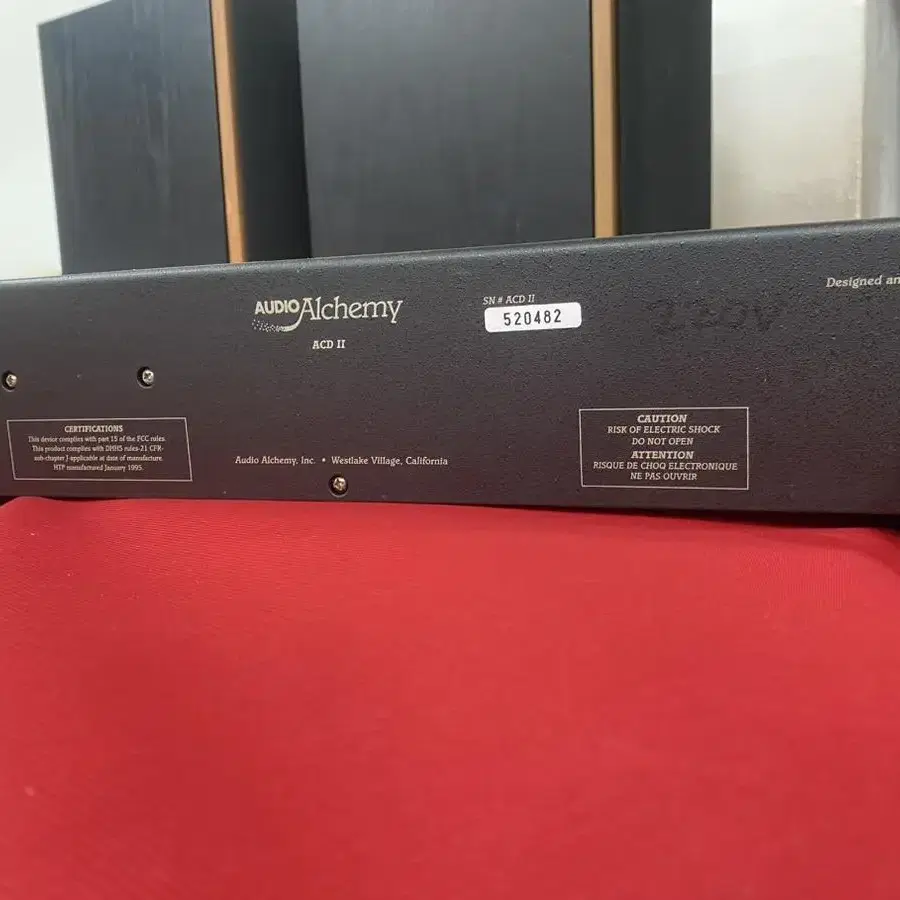 Designed an
AUDIO Alchemy
SN # ACD II
520482
ACD II
CERTIFICATIONS
This device complies with part 15 of the FCC rules.
This product complies with DHHS rules-21 CFR-
sub-chapter J-applicable at date of manufacture.
HTP manufactured January 1995.
Audio Alchemy, Inc. • Westlake Village, California
CAUTION
RISK OF ELECTRIC SHOCK
DO NOT OPEN
ATTENTION
RISQUE DE CHOQ ELECTRONIQUE
NE PAS OUVRIR